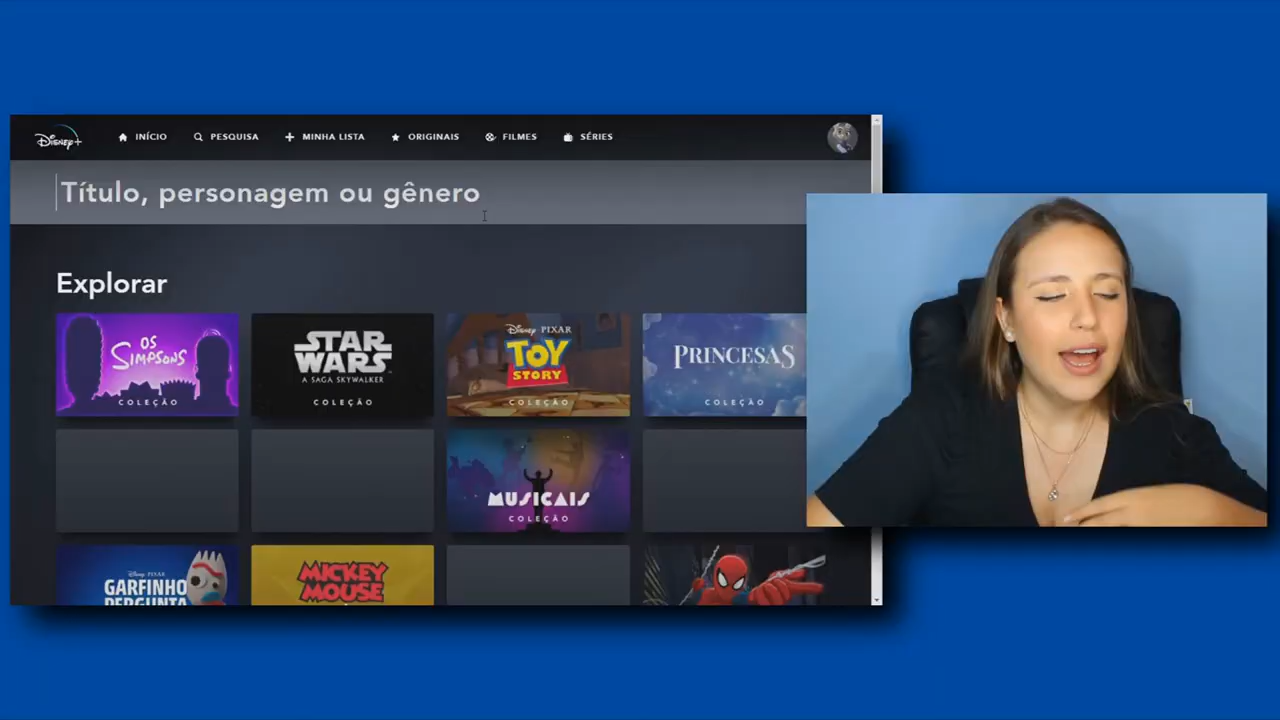 Disney+
INÍCIO
PESQUISA
MINHA LISTA
ORIGINAIS
FILMES
SÉRIES
Título, personagem ou gênero
Explorar
OS
SIMPSONS
COLEÇÃO
STAR
WARS
A SAGA SKYWALKER
COLEÇÃO
DISNEY PIXAR
TOY
STORY
COLEÇÃO
PRINCESAS
COLEÇÃO
MUSICAIS
COLEÇÃO
DISNEY PIXAR
GARFINHO
PERGUNTA
MICKEY
MOUSE